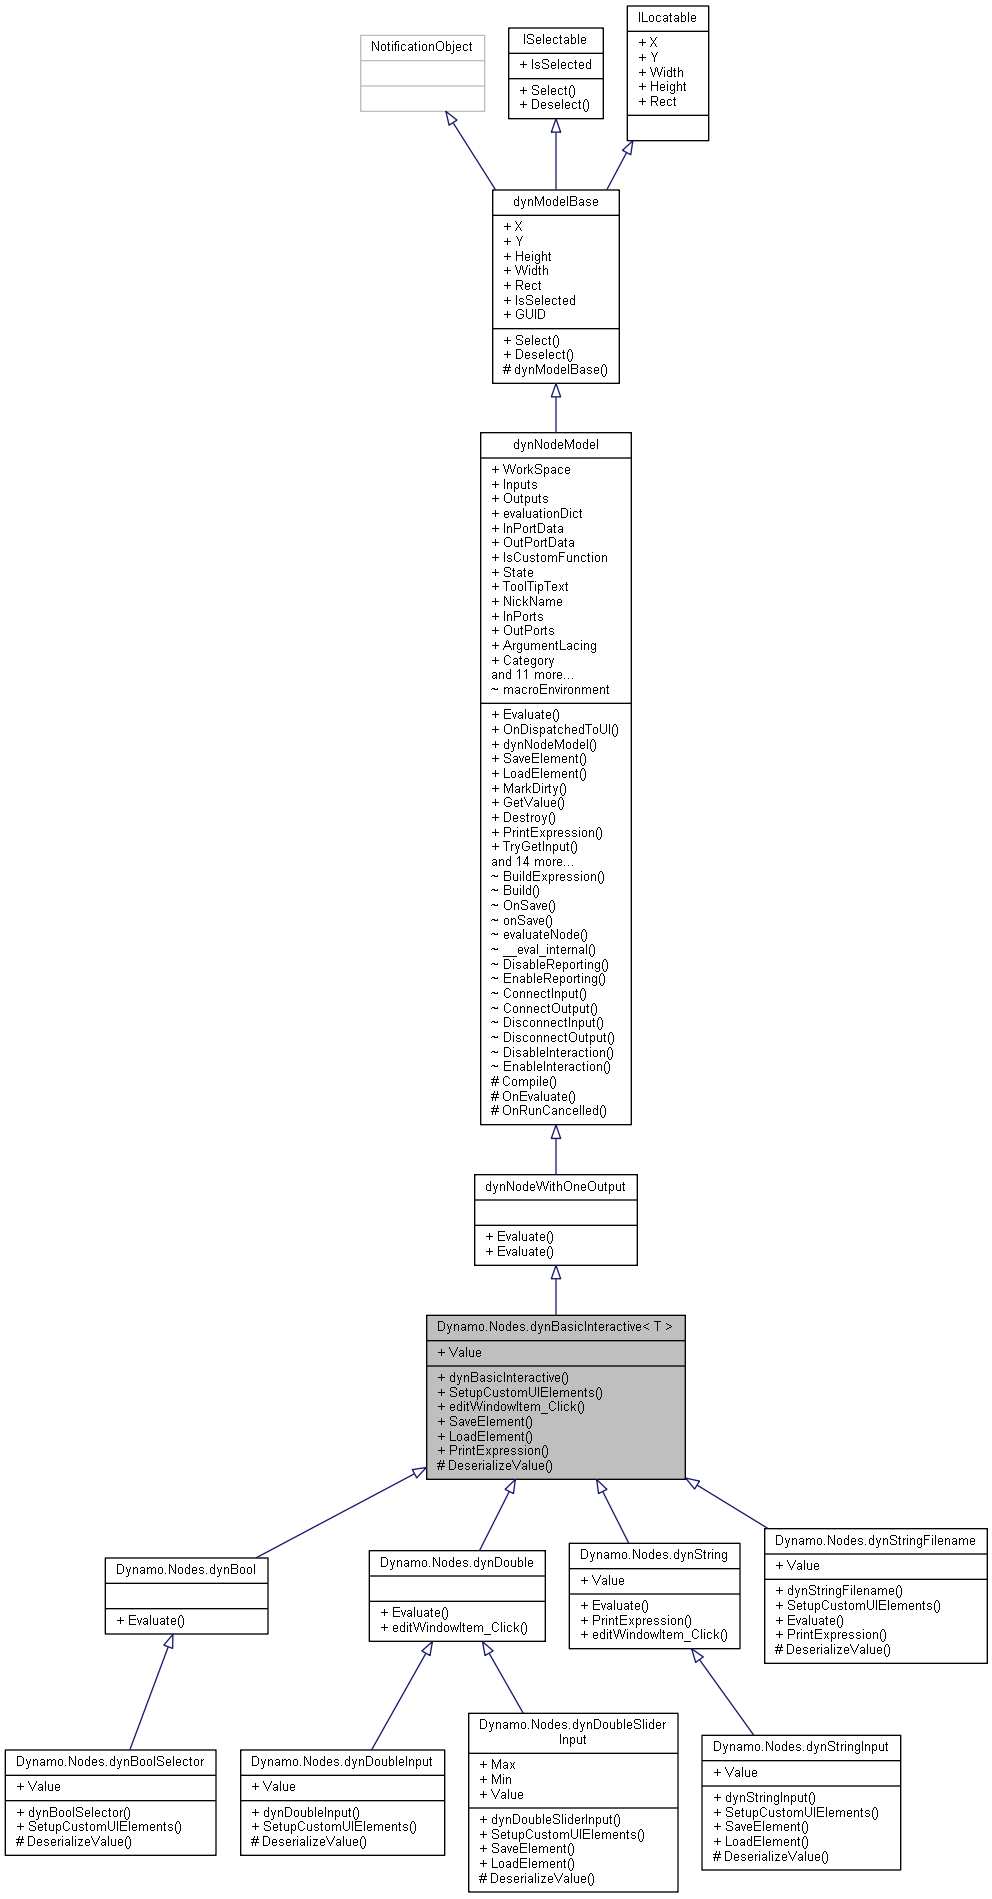 NotificationObject
ISelectable
+ IsSelected
+ Select()
+ Deselect()
ILocatable
+ X
+ Y
+ Width
+ Height
+ Rect
dynModelBase
+ X
+ Y
+ Height
+ Width
+ Rect
+ IsSelected
+ GUID
+ Select()
+ Deselect()
# dynModelBase()
dynNodeModel
+ WorkSpace
+ Inputs
+ Outputs
+ evaluationDict
+ InPortData
+ OutPortData
+ IsCustomFunction
+ State
+ ToolTipText
+ NickName
+ InPorts
+ OutPorts
+ ArgumentLacing
+ Category
and 11 more...
~ macroEnvironment
+ Evaluate()
+ OnDispatchedToUI()
+ dynNodeModel()
+ SaveElement()
+ LoadElement()
+ MarkDirty()
+ GetValue()
+ Destroy()
+ PrintExpression()
+ TryGetInput()
and 14 more...
~ BuildExpression()
~ Build()
~ OnSave()
~ onSave()
~ evaluateNode()
~ __eval_internal()
~ DisableReporting()
~ EnableReporting()
~ ConnectInput()
~ ConnectOutput()
~ DisconnectInput()
~ DisconnectOutput()
~ DisableInteraction()
~ EnableInteraction()
# Compile()
# OnEvaluate()
# OnRunCancelled()
dynNodeWithOneOutput
+ Evaluate()
+ Evaluate()
Dynamo.Nodes.dynBasicInteractive< T >
+ Value
+ dynBasicInteractive()
+ SetupCustomUIElements()
+ editWindowItem_Click()
+ SaveElement()
+ LoadElement()
+ PrintExpression()
# DeserializeValue()
Dynamo.Nodes.dynBool
+ Evaluate()
Dynamo.Nodes.dynDouble
+ Evaluate()
+ editWindowItem_Click()
Dynamo.Nodes.dynString
+ Value
+ Evaluate()
+ PrintExpression()
+ editWindowItem_Click()
Dynamo.Nodes.dynStringFilename
+ Value
+ dynStringFilename()
+ SetupCustomUIElements()
+ Evaluate()
+ PrintExpression()
# DeserializeValue()
Dynamo.Nodes.dynBoolSelector
+ Value
+ dynBoolSelector()
+ SetupCustomUIElements()
# DeserializeValue()
Dynamo.Nodes.dynDoubleInput
+ Value
+ dynDoubleInput()
+ SetupCustomUIElements()
# DeserializeValue()
Dynamo.Nodes.dynDoubleSlider
Input
+ Max
+ Min
+ Value
+ dynDoubleSliderInput()
+ SetupCustomUIElements()
+ SaveElement()
+ LoadElement()
# DeserializeValue()
Dynamo.Nodes.dynStringInput
+ Value
+ dynStringInput()
+ SetupCustomUIElements()
+ SaveElement()
+ LoadElement()
# DeserializeValue()